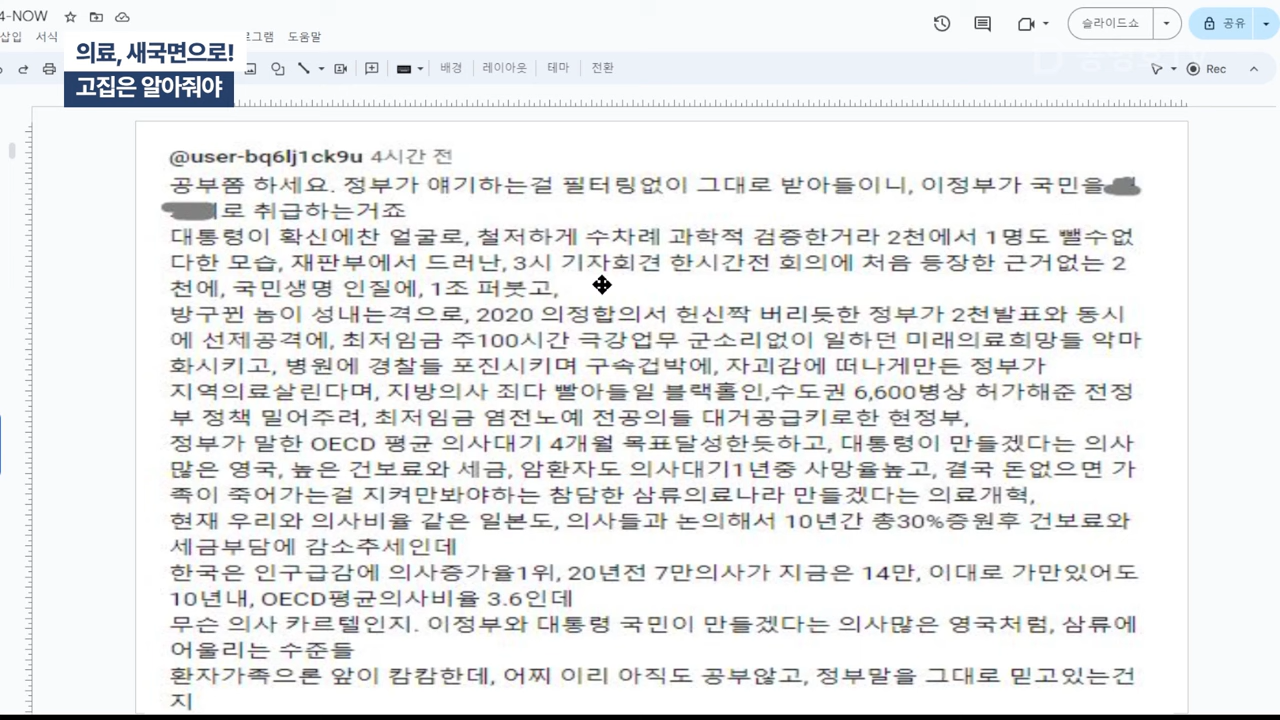 4-NOW
삽입 서식 로그램 도움말
슬라이드쇼
공유
의료, 새국면으로!
고집은 알아줘야
배경 레이아웃 테마 전환
Rec
@user-bq6lj1ck9u 4시간 전
공부쫌 하세요. 정부가 얘기하는걸 필터링없이 그대로 받아들이니, 이정부가 국민을
로 취급하는거죠
대통령이 확신에찬 얼굴로, 철저하게 수차례 과학적 검증한거라 2천에서 1명도 뺄수없
다한 모습, 재판부에서 드러난, 3시 기자회견 한시간전 회의에 처음 등장한 근거없는 2
천에, 국민생명 인질에, 1조 퍼붓고,
방구뀐 놈이 성내는격으로, 2020 의정합의서 헌신짝 버리듯한 정부가 2천발표와 동시
에 선제공격에, 최저임금 주100시간 극강업무 군소리없이 일하던 미래의료희망들 악마
화시키고, 병원에 경찰들 포진시키며 구속겁박에, 자괴감에 떠나게만든 정부가
지역의료살린다며, 지방의사 죄다 빨아들일 블랙홀인,수도권 6,600병상 허가해준 전정
부 정책 밀어주려, 최저임금 염전노예 전공의들 대거공급키로한 현정부,
정부가 말한 OECD 평균 의사대기 4개월 목표달성한듯하고, 대통령이 만들겠다는 의사
많은 영국, 높은 건보료와 세금, 암환자도 의사대기1년중 사망율높고, 결국 돈없으면 가
족이 죽어가는걸 지켜만봐야하는 참담한 삼류의료나라 만들겠다는 의료개혁,
현재 우리와 의사비율 같은 일본도, 의사들과 논의해서 10년간 총30%증원후 건보료와
세금부담에 감소추세인데
한국은 인구급감에 의사증가율1위, 20년전 7만의사가 지금은 14만, 이대로 가만있어도
10년내, OECD평균의사비율 3.6인데
무슨 의사 카르텔인지. 이정부와 대통령 국민이 만들겠다는 의사많은 영국처럼, 삼류에
어울리는 수준들
환자가족으론 앞이 캄캄한데, 어찌 이리 아직도 공부않고, 정부말을 그대로 믿고있는건
지